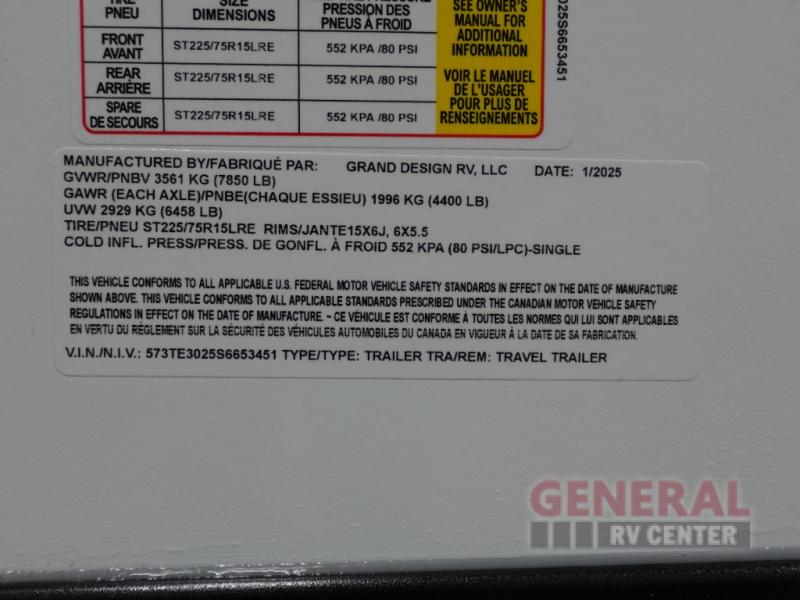 TIRE SIZE PRESSURE
PNEU DIMENSIONS PRESSION DES
PNEUS À FROID
FRONT
AVANT ST225/75R15LRE 552 KPA /80 PSI
REAR
ARRIÈRE ST225/75R15LRE 552 KPA /80 PSI
SPARE
DE SECOURS ST225/75R15LRE 552 KPA /80 PSI
SEE OWNER'S
MANUAL FOR
ADDITIONAL
INFORMATION
VOIR LE MANUEL
DE L'USAGER
POUR PLUS DE
RENSEIGNEMENTS
025S6653451
MANUFACTURED BY/FABRIQUÉ PAR: GRAND DESIGN RV, LLC DATE: 1/2025
GVWR/PNBV 3561 KG (7850 LB)
GAWR (EACH AXLE)/PNBE(CHAQUE ESSIEU) 1996 KG (4400 LB)
UVW 2929 KG (6458 LB)
TIRE/PNEU ST225/75R15LRE RIMS/JANTE15X6J, 6X5.5
COLD INFL. PRESS/PRESS. DE GONFL. À FROID 552 KPA (80 PSI/LPC)-SINGLE
THIS VEHICLE CONFORMS TO ALL APPLICABLE U.S. FEDERAL MOTOR VEHICLE SAFETY STANDARDS IN EFFECT ON THE DATE OF MANUFACTURE
SHOWN ABOVE. THIS VEHICLE CONFORMS TO ALL APPLICABLE STANDARDS PRESCRIBED UNDER THE CANADIAN MOTOR VEHICLE SAFETY
REGULATIONS IN EFFECT ON THE DATE OF MANUFACTURE. ~ CE VÉHICULE EST CONFORME À TOUTES LES NORMES QUI LUI SONT APPLICABLES
EN VERTU DU RÈGLEMENT SUR LA SÉCURITÉ DES VÉHICULES AUTOMOBILES DU CANADA EN VIGUEUR À LA DATE DE SA FABRICATION.
V.I.N./N.I.V.: 573TE3025S6653451 TYPE/TYPE: TRAILER TRA/REM: TRAVEL TRAILER
GENERAL
RV CENTER